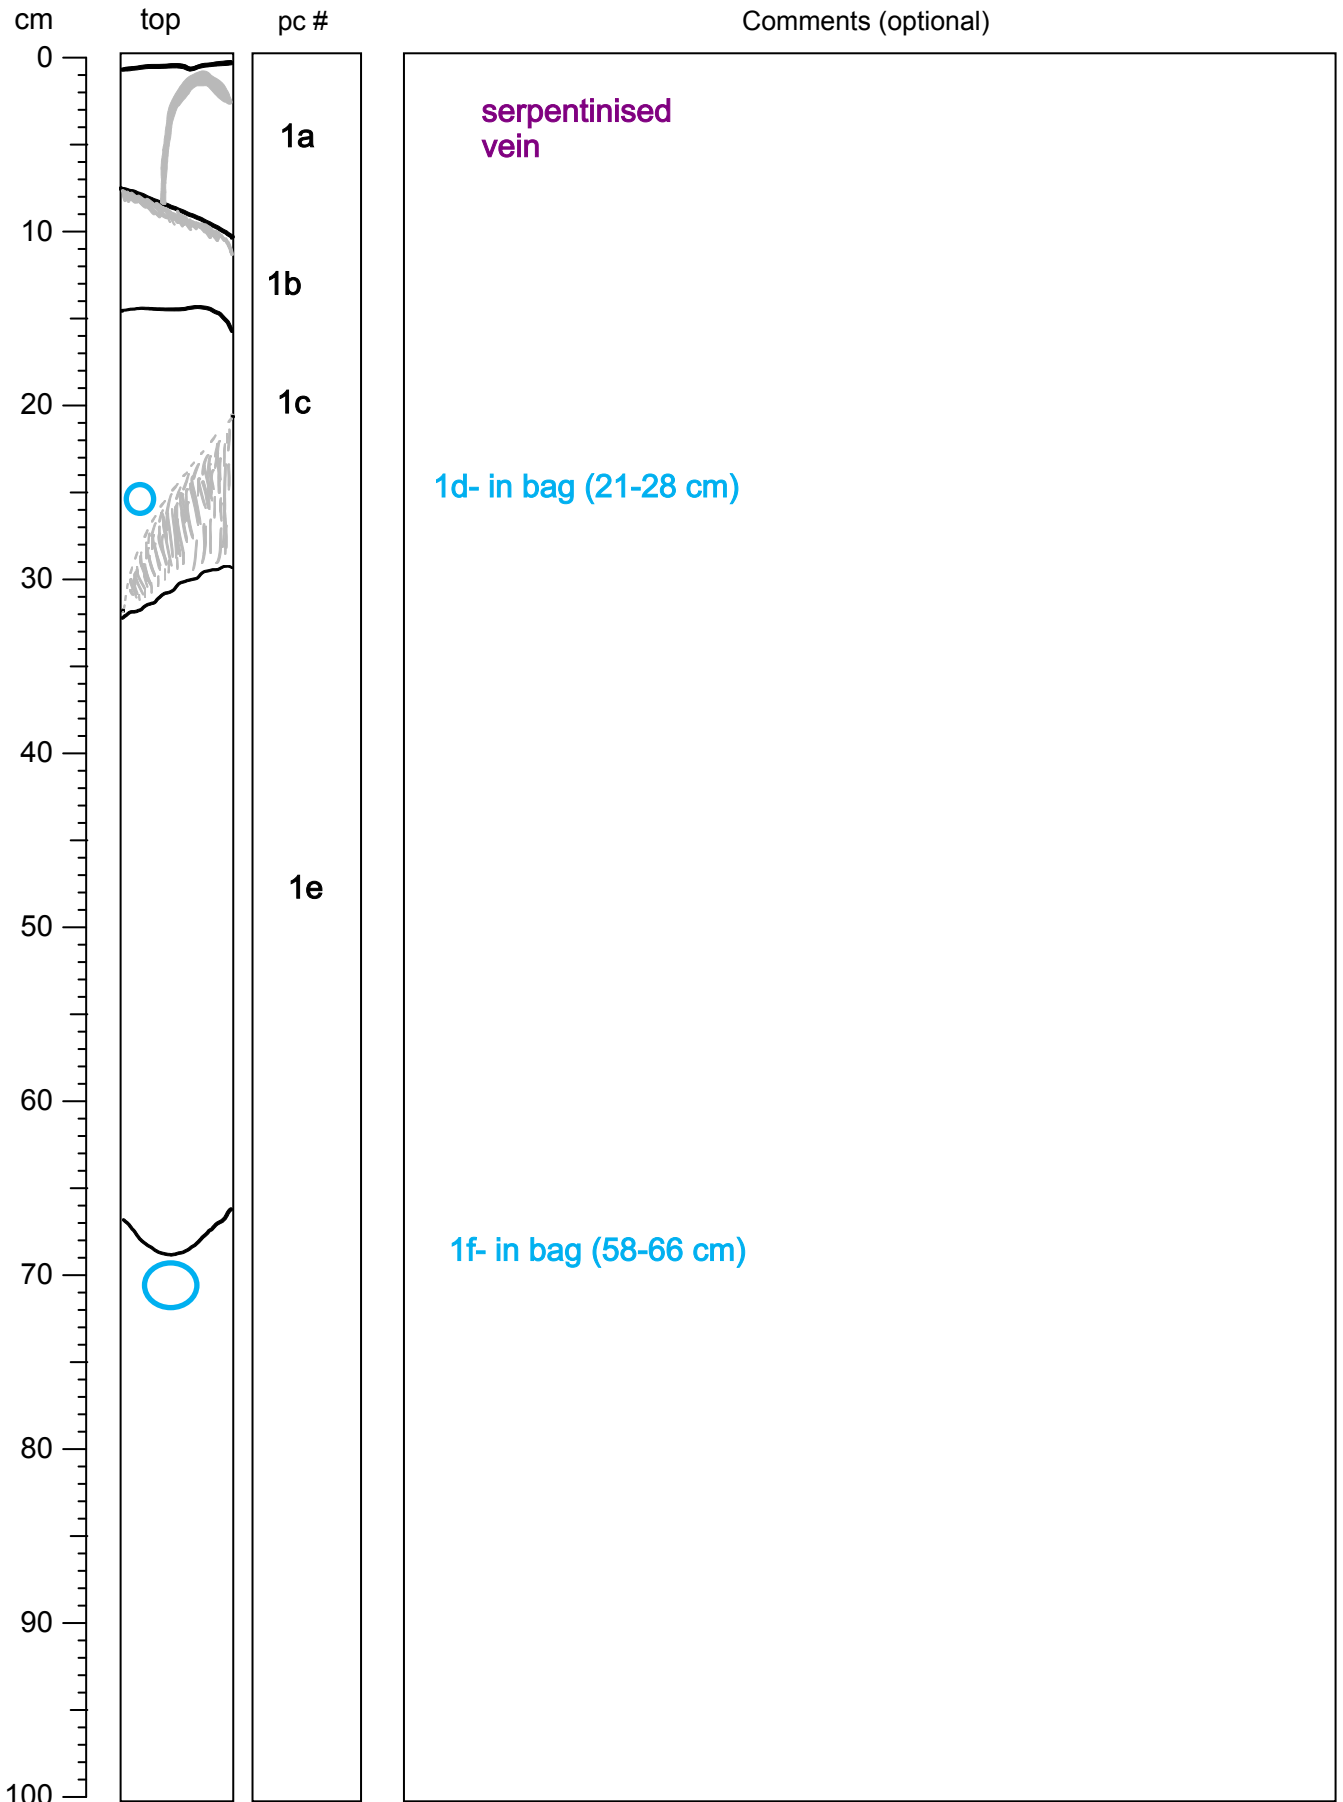 cm top pc # Comments (optional)
0
serpentinised
1a
vein
10
1b
20
1c
1d- in bag (21-28 cm)
30
40
1e
50
60
1f- in bag (58-66 cm)
70
80
90
100